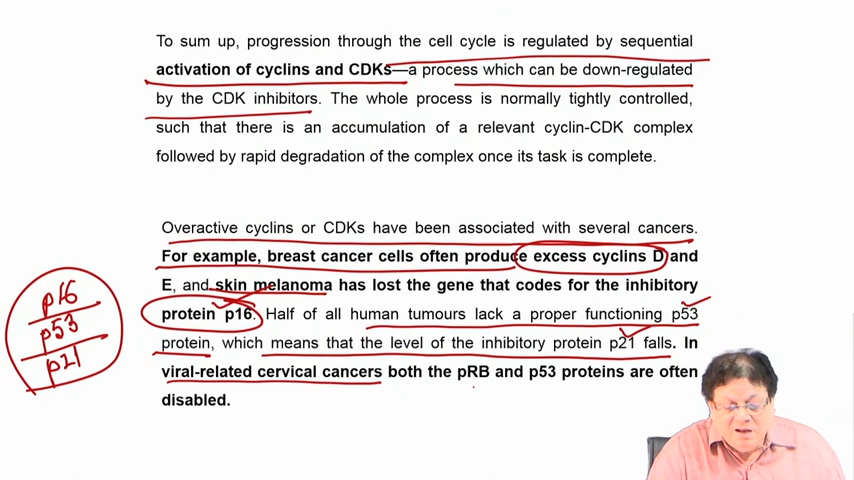 To sum up, progression through the cell cycle is regulated by sequential
activation of cyclins and CDKs—a process which can be down-regulated
by the CDK inhibitors. The whole process is normally tightly controlled,
such that there is an accumulation of a relevant cyclin-CDK complex
followed by rapid degradation of the complex once its task is complete.
Overactive cyclins or CDKs have been associated with several cancers.
For example, breast cancer cells often produce excess cyclins D and
E, and skin melanoma has lost the gene that codes for the inhibitory
protein p16. Half of all human tumours lack a proper functioning p53
protein, which means that the level of the inhibitory protein p21 falls. In
viral-related cervical cancers both the pRB and p53 proteins are often
disabled.
p16
p53
p21